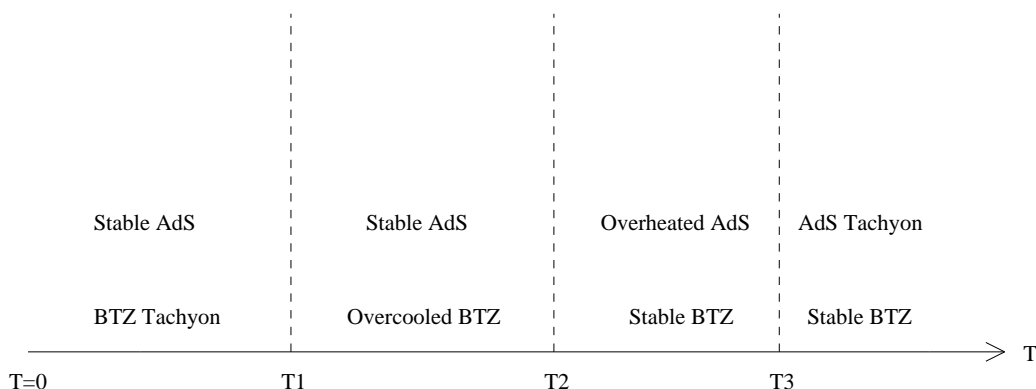 Stable AdS Stable AdS Overheated AdS AdS Tachyon
BTZ Tachyon Overcooled BTZ Stable BTZ Stable BTZ
T
T=0 T1 T2 T3